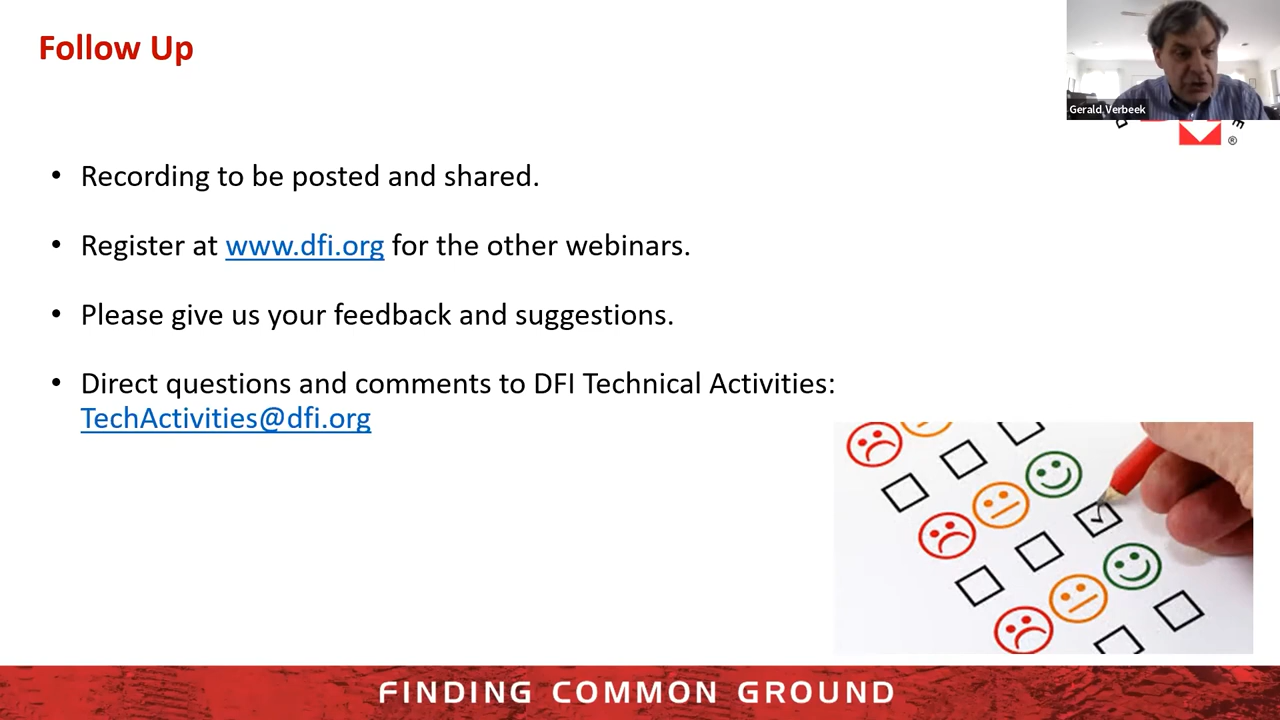 Follow Up
Gerald Verbeek
®
• Recording to be posted and shared.
• Register at www.dfi.org for the other webinars.
• Please give us your feedback and suggestions.
• Direct questions and comments to DFI Technical Activities:
TechActivities@dfi.org
FINDING COMMON GROUND